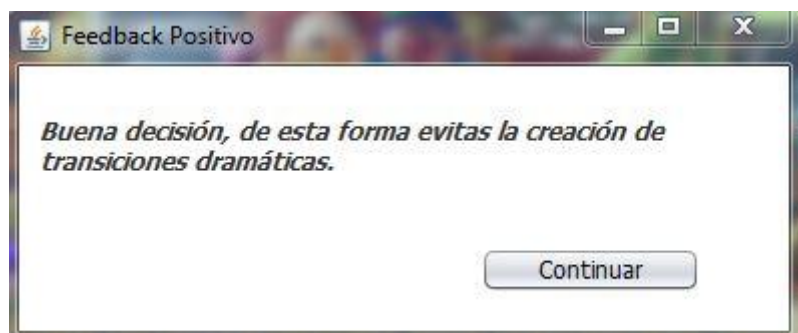 Feedback Positivo
Buena decisión, de esta forma evitas la creación de
transiciones dramáticas.
Continuar